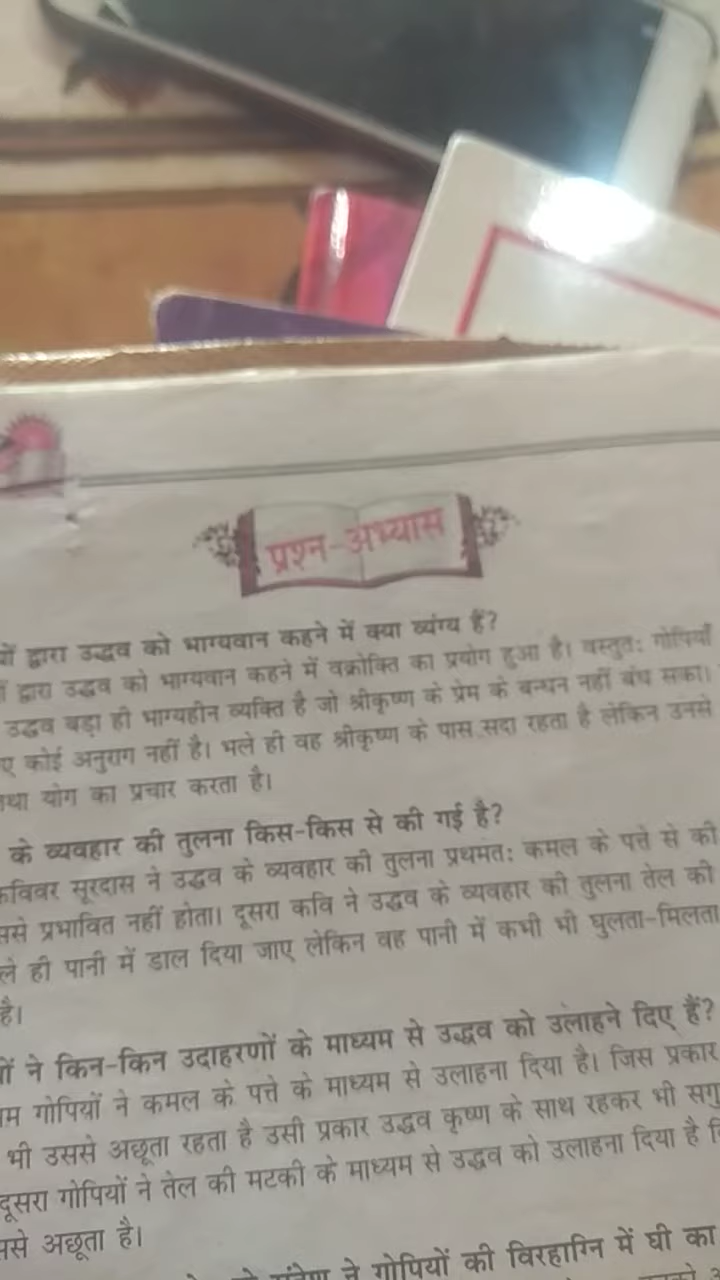 प्रश्न-अभ्यास
द्वारा उद्धव को भाग्यवान कहने में क्या व्यंग्य है?
द्वारा उद्धव को भाग्यवान कहने में वक्रोक्ति का प्रयोग हुआ है। वस्तुतः गोपियाँ
उद्धव बड़ा ही भाग्यहीन व्यक्ति है जो श्रीकृष्ण के प्रेम के बन्धन नहीं बंध सका।
कोई अनुराग नहीं है। भले ही वह श्रीकृष्ण के पास सदा रहता है लेकिन उनसे
योग का प्रचार करता है।
के व्यवहार की तुलना किस-किस से की गई है?
कविवर सूरदास ने उद्धव के व्यवहार की तुलना प्रथमतः कमल के पत्ते से की
प्रभावित नहीं होता। दूसरा कवि ने उद्धव के व्यवहार की तुलना तेल की
ही पानी में डाल दिया जाए लेकिन वह पानी में कभी भी घुलता-मिलता
है।
ने किन-किन उदाहरणों के माध्यम से उद्धव को उलाहने दिए हैं?
गोपियों ने कमल के पत्ते के माध्यम से उलाहना दिया है। जिस प्रकार
भी उससे अछूता रहता है उसी प्रकार उद्धव कृष्ण के साथ रहकर भी
दूसरा गोपियों ने तेल की मटकी के माध्यम से उद्धव को उलाहना दिया है
अछूता है।
ने गोपियों की विरहाग्नि में घी का